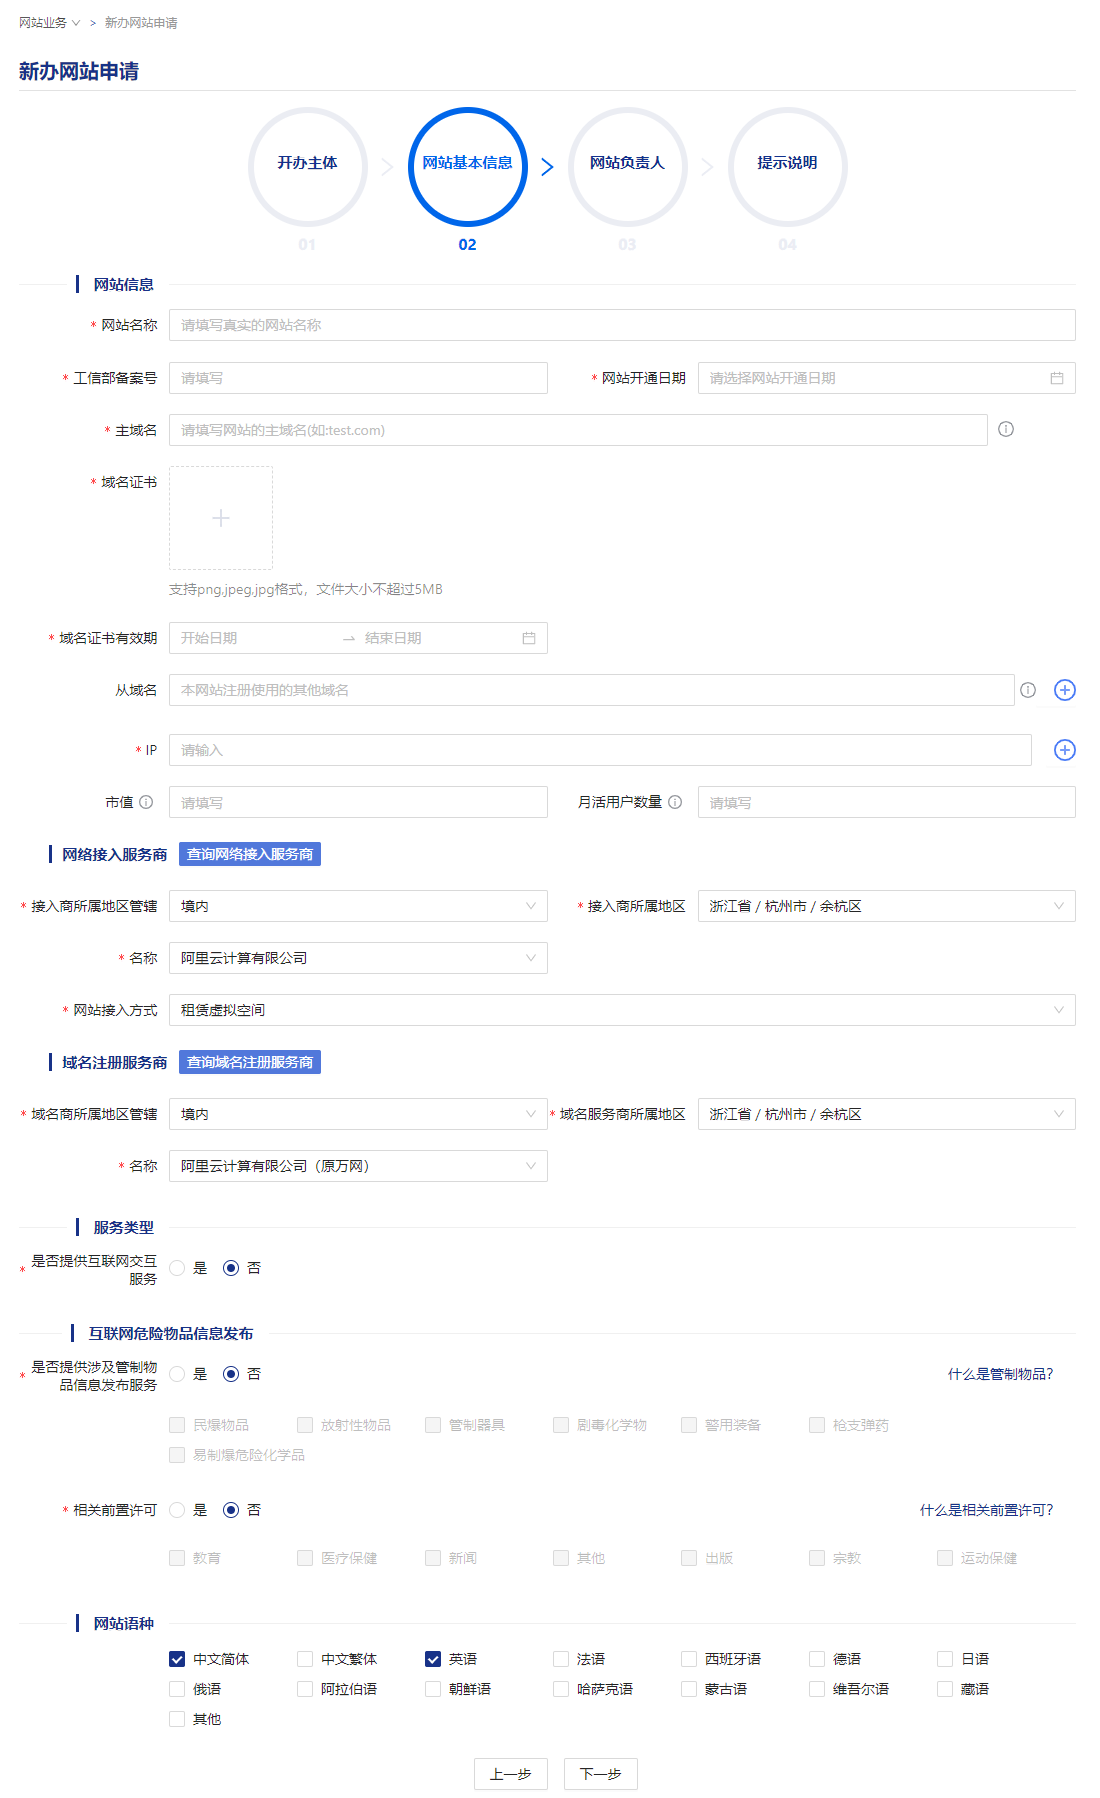 网站业务 > 新办网站申请
新办网站申请
开办主体 网站基本信息 网站负责人 提示说明
01 02 03 04
网站信息
* 网站名称 请填写真实的网站名称
* 工信部备案号 请填写 * 网站开通日期 请选择网站开通日期
* 主域名 请填写网站的主域名(如:test.com)
* 域名证书
支持png,jpeg,jpg格式，文件大小不超过5MB
* 域名证书有效期 开始日期 → 结束日期
从域名 本网站注册使用的其他域名
* IP 请输入
市值 请填写 月活用户数量 请填写
网络接入服务商 查询网络接入服务商
* 接入商所属地区管辖 境内 * 接入商所属地区 浙江省 / 杭州市 / 余杭区
* 名称 阿里云计算有限公司
* 网站接入方式 租赁虚拟空间
域名注册服务商 查询域名注册服务商
* 域名商所属地区管辖 境内 * 域名服务商所属地区 浙江省 / 杭州市 / 余杭区
* 名称 阿里云计算有限公司（原万网）
服务类型
* 是否提供互联网交互
服务 是 否
互联网危险物品信息发布
* 是否提供涉及管制物
品信息发布服务 是 否 什么是管制物品?
民爆物品 放射性物品 管制器具 剧毒化学物 警用装备 枪支弹药
易制爆危险化学品
* 相关前置许可 是 否 什么是相关前置许可?
教育 医疗保健 新闻 其他 出版 宗教 运动保健
网站语种
中文简体 中文繁体 英语 法语 西班牙语 德语 日语
俄语 阿拉伯语 朝鲜语 哈萨克语 蒙古语 维吾尔语 藏语
其他
上一步 下一步